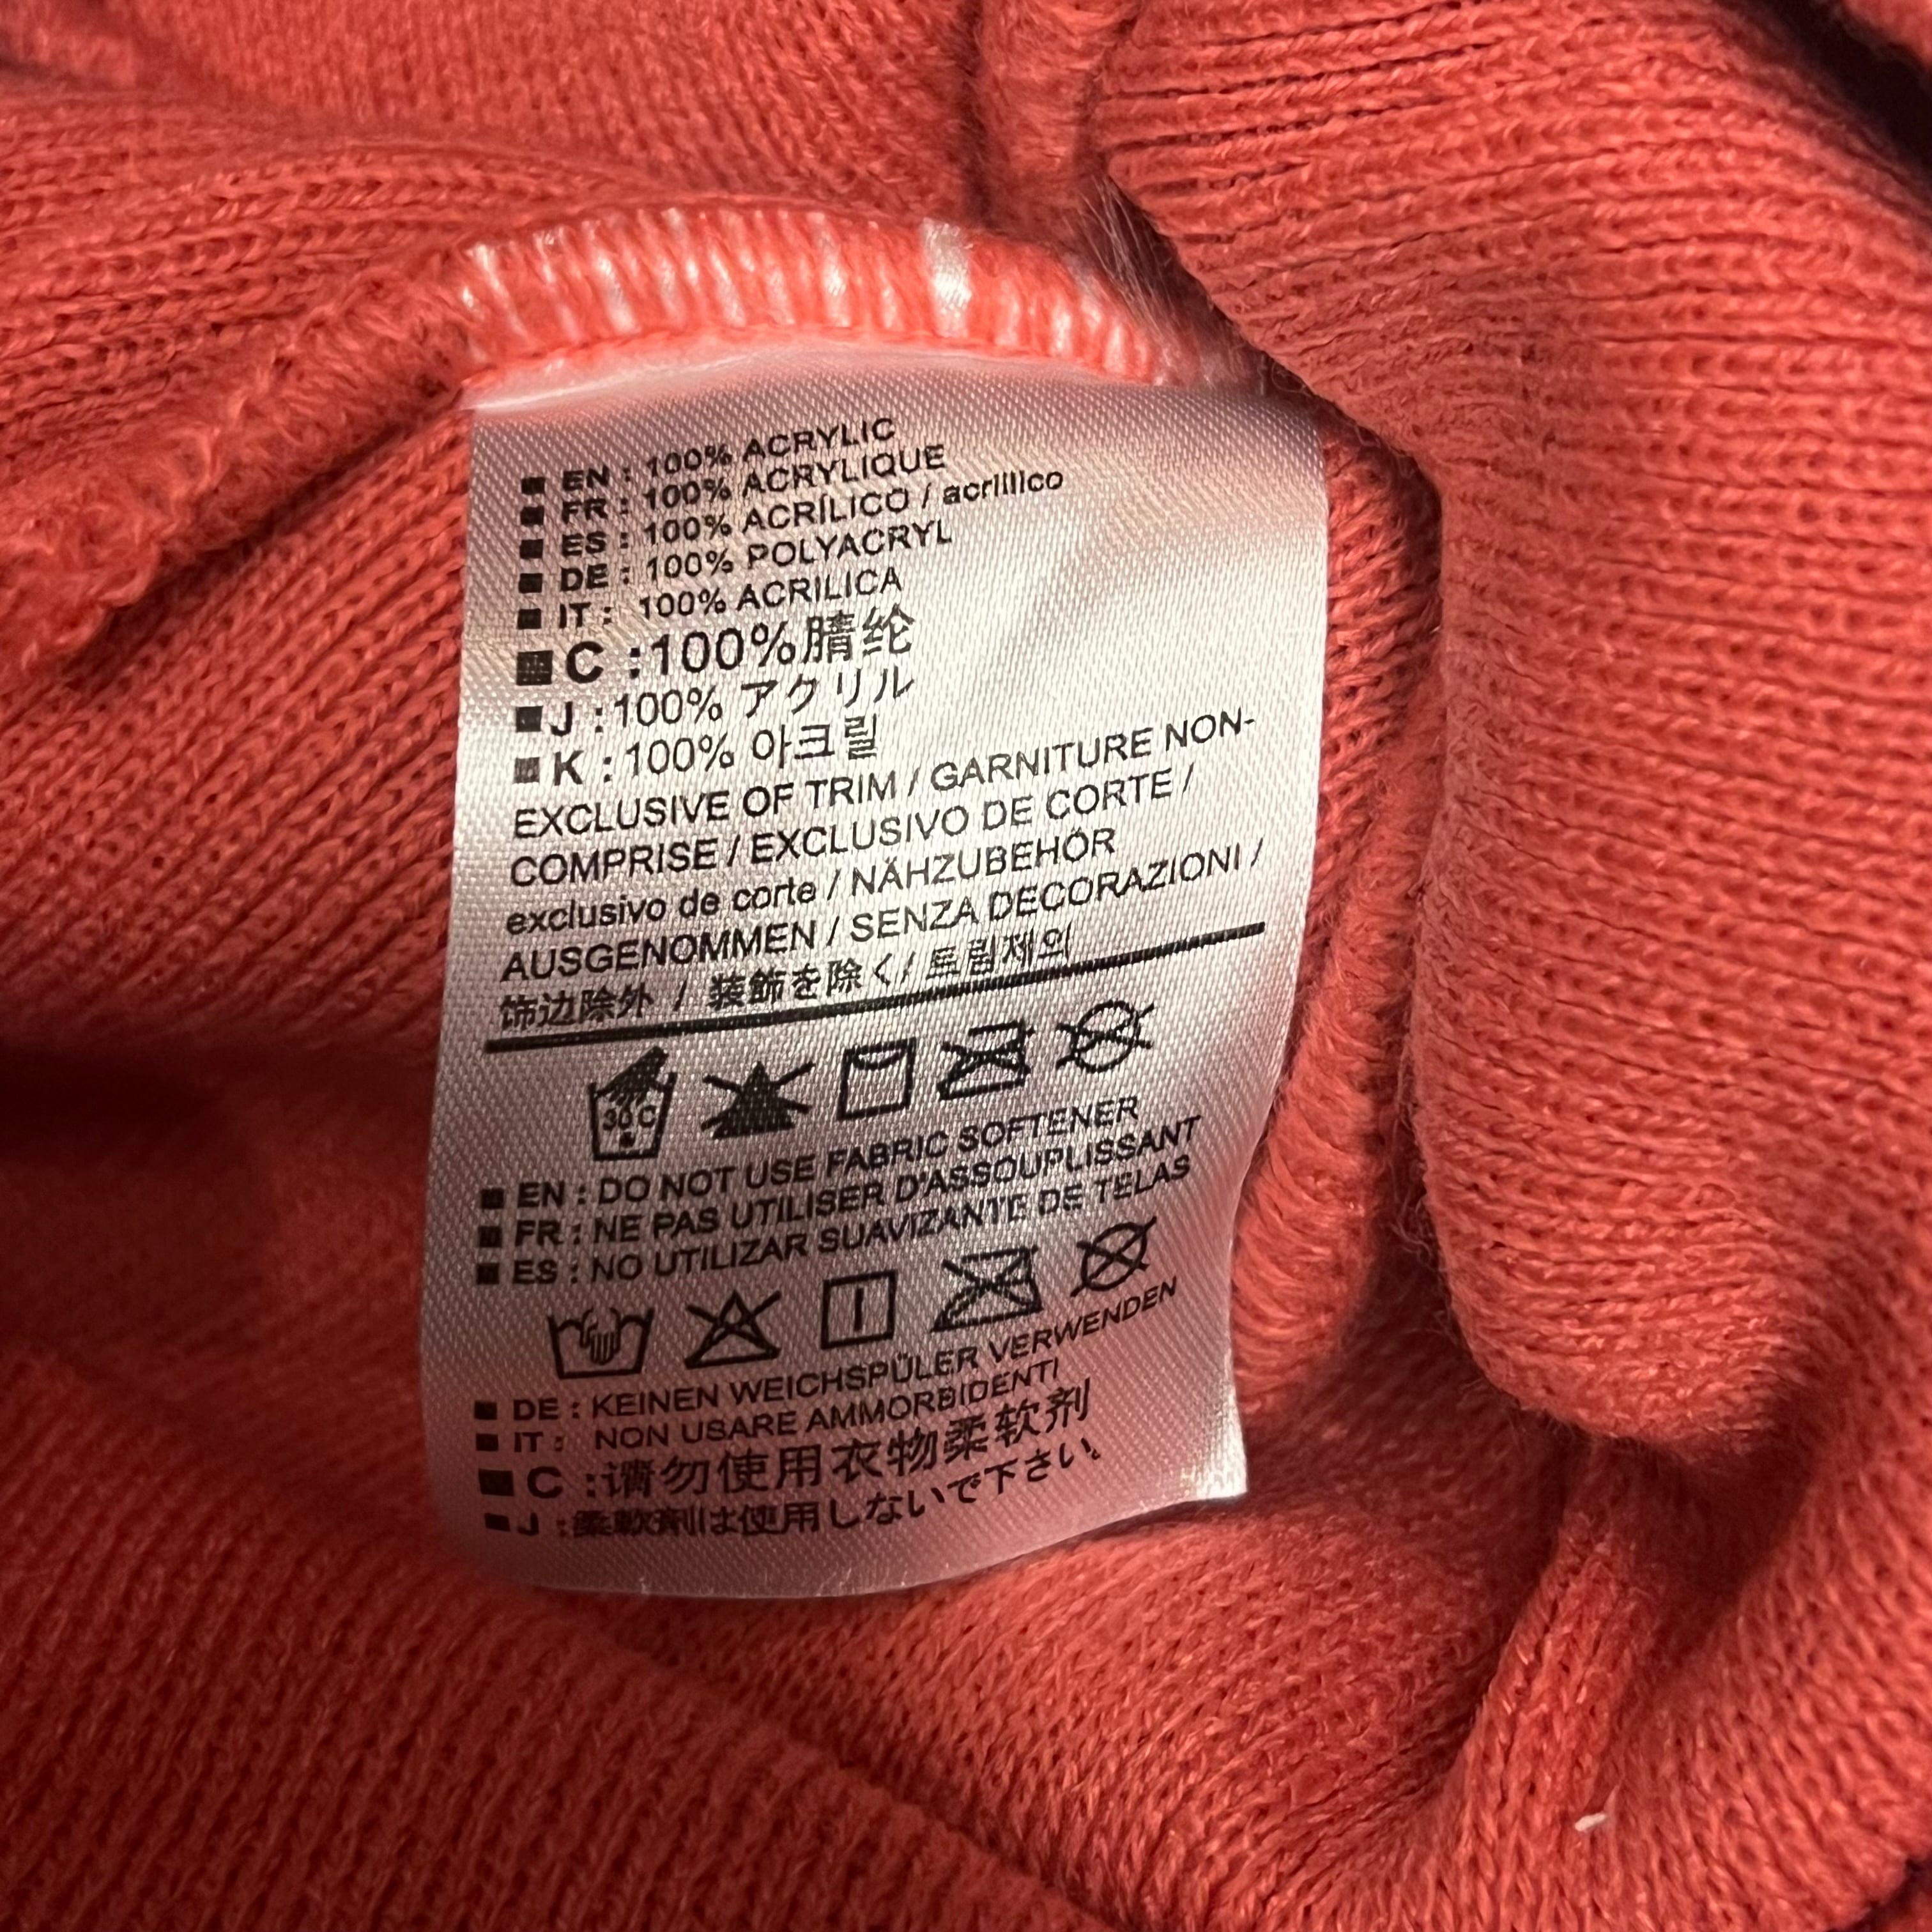 ■ EN : 100% ACRYLIC
■ FR : 100% ACRYLIQUE
■ ES : 100% ACRÍLICO / acrílico
■ DE : 100% POLYACRYL
■ IT : 100% ACRILICA
■ C :100%腈纶
■ J :100% アクリル
■ K :100% 아크릴
EXCLUSIVE OF TRIM / GARNITURE NON-
COMPRISE / EXCLUSIVO DE CORTE /
exclusivo de corte / NÄHZUBEHÖR
AUSGENOMMEN / SENZA DECORAZIONI /
饰边除外 / 装飾を除く/ 트림제외
30°C
■ EN : DO NOT USE FABRIC SOFTENER
■ FR : NE PAS UTILISER D'ASSOUPLISSANT
■ ES : NO UTILIZAR SUAVIZANTE DE TELAS
■ DE : KEINEN WEICHSPÜLER VERWENDEN
■ IT : NON USARE AMMORBIDENTI
■ C :请勿使用衣物柔软剂
■ J :柔軟剤は使用しないで下さい。